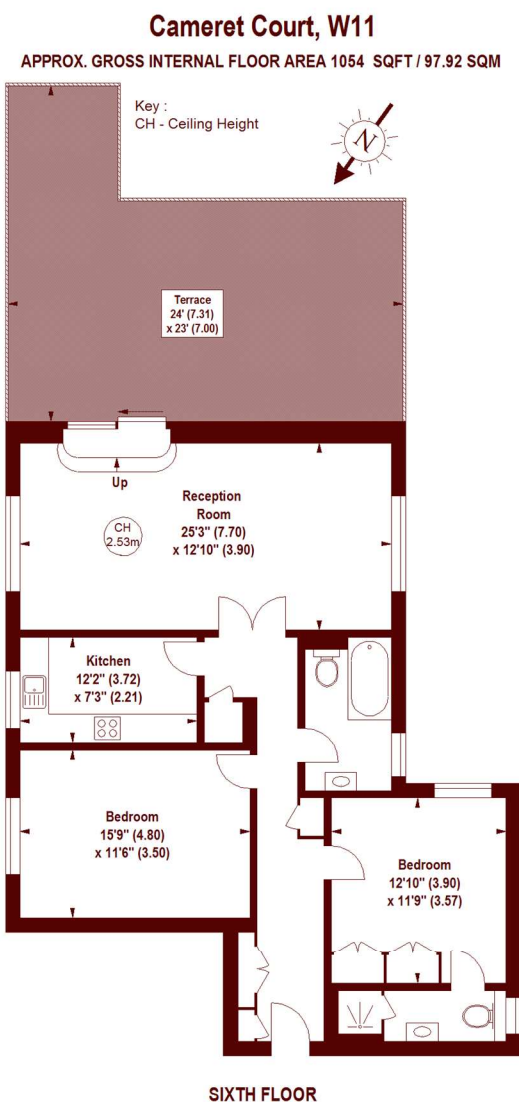 Cameret Court, W11
APPROX. GROSS INTERNAL FLOOR AREA 1054 SQFT / 97.92 SQM
Key :
CH - Ceiling Height
N
Terrace
24' (7.31)
x 23' (7.00)
Up
CH
2.53m
Reception
Room
25'3" (7.70)
x 12'10" (3.90)
Kitchen
12'2" (3.72)
x 7'3" (2.21)
Bedroom
15'9" (4.80)
x 11'6" (3.50)
Bedroom
12'10" (3.90)
x 11'9" (3.57)
SIXTH FLOOR